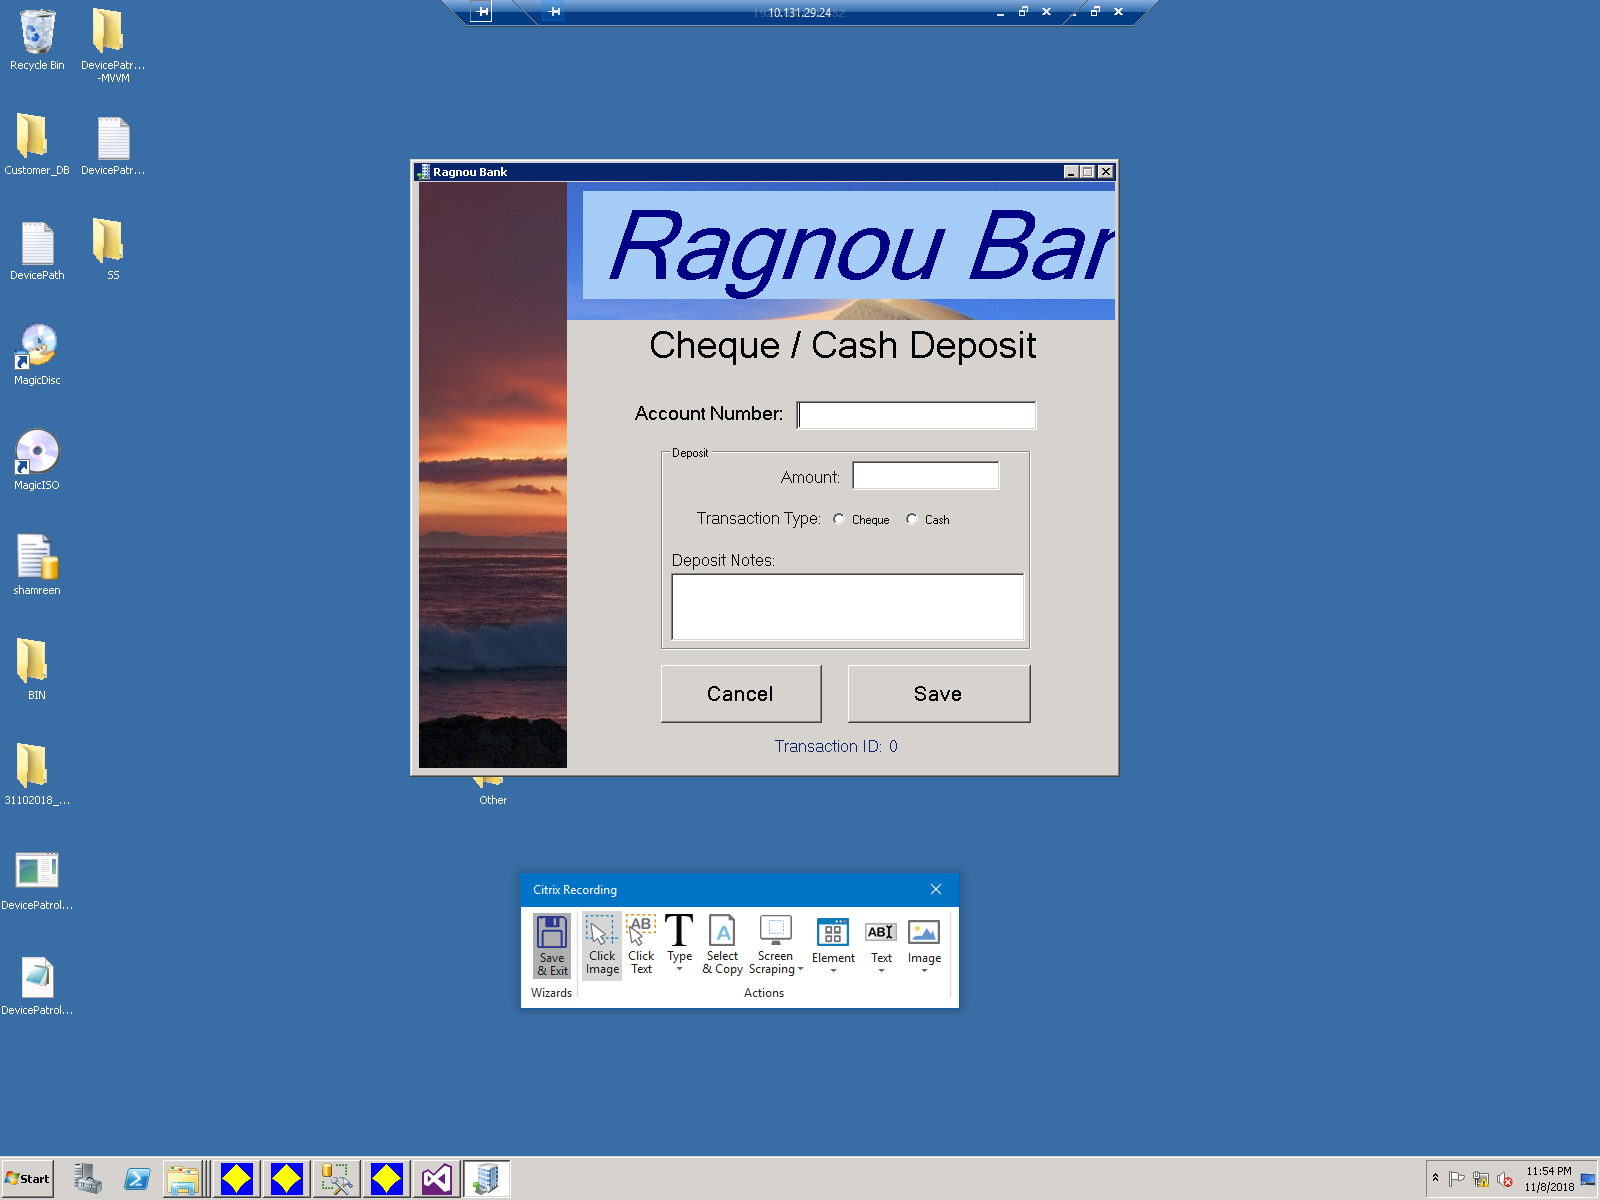 10.131.29.24
Recycle Bin
DevicePatr...
-MVVM
Customer_DB
DevicePatr...
DevicePath
SS
MagicDisc
MagicISO
shamreen
BIN
31102018_...
DevicePatrol...
DevicePatrol...
Ragnou Bank
Ragnou Ban
Cheque / Cash Deposit
Account Number:
Deposit
Amount:
Transaction Type:
Cheque
Cash
Deposit Notes:
Cancel
Save
Transaction ID: 0
Other
Citrix Recording
Save
& Exit
Click
Image
AB
Click
Text
T
Type
A
Select
& Copy
Screen
Scraping
Element
AB
Text
Image
Wizards
Actions
Start
11:54 PM
11/8/2018